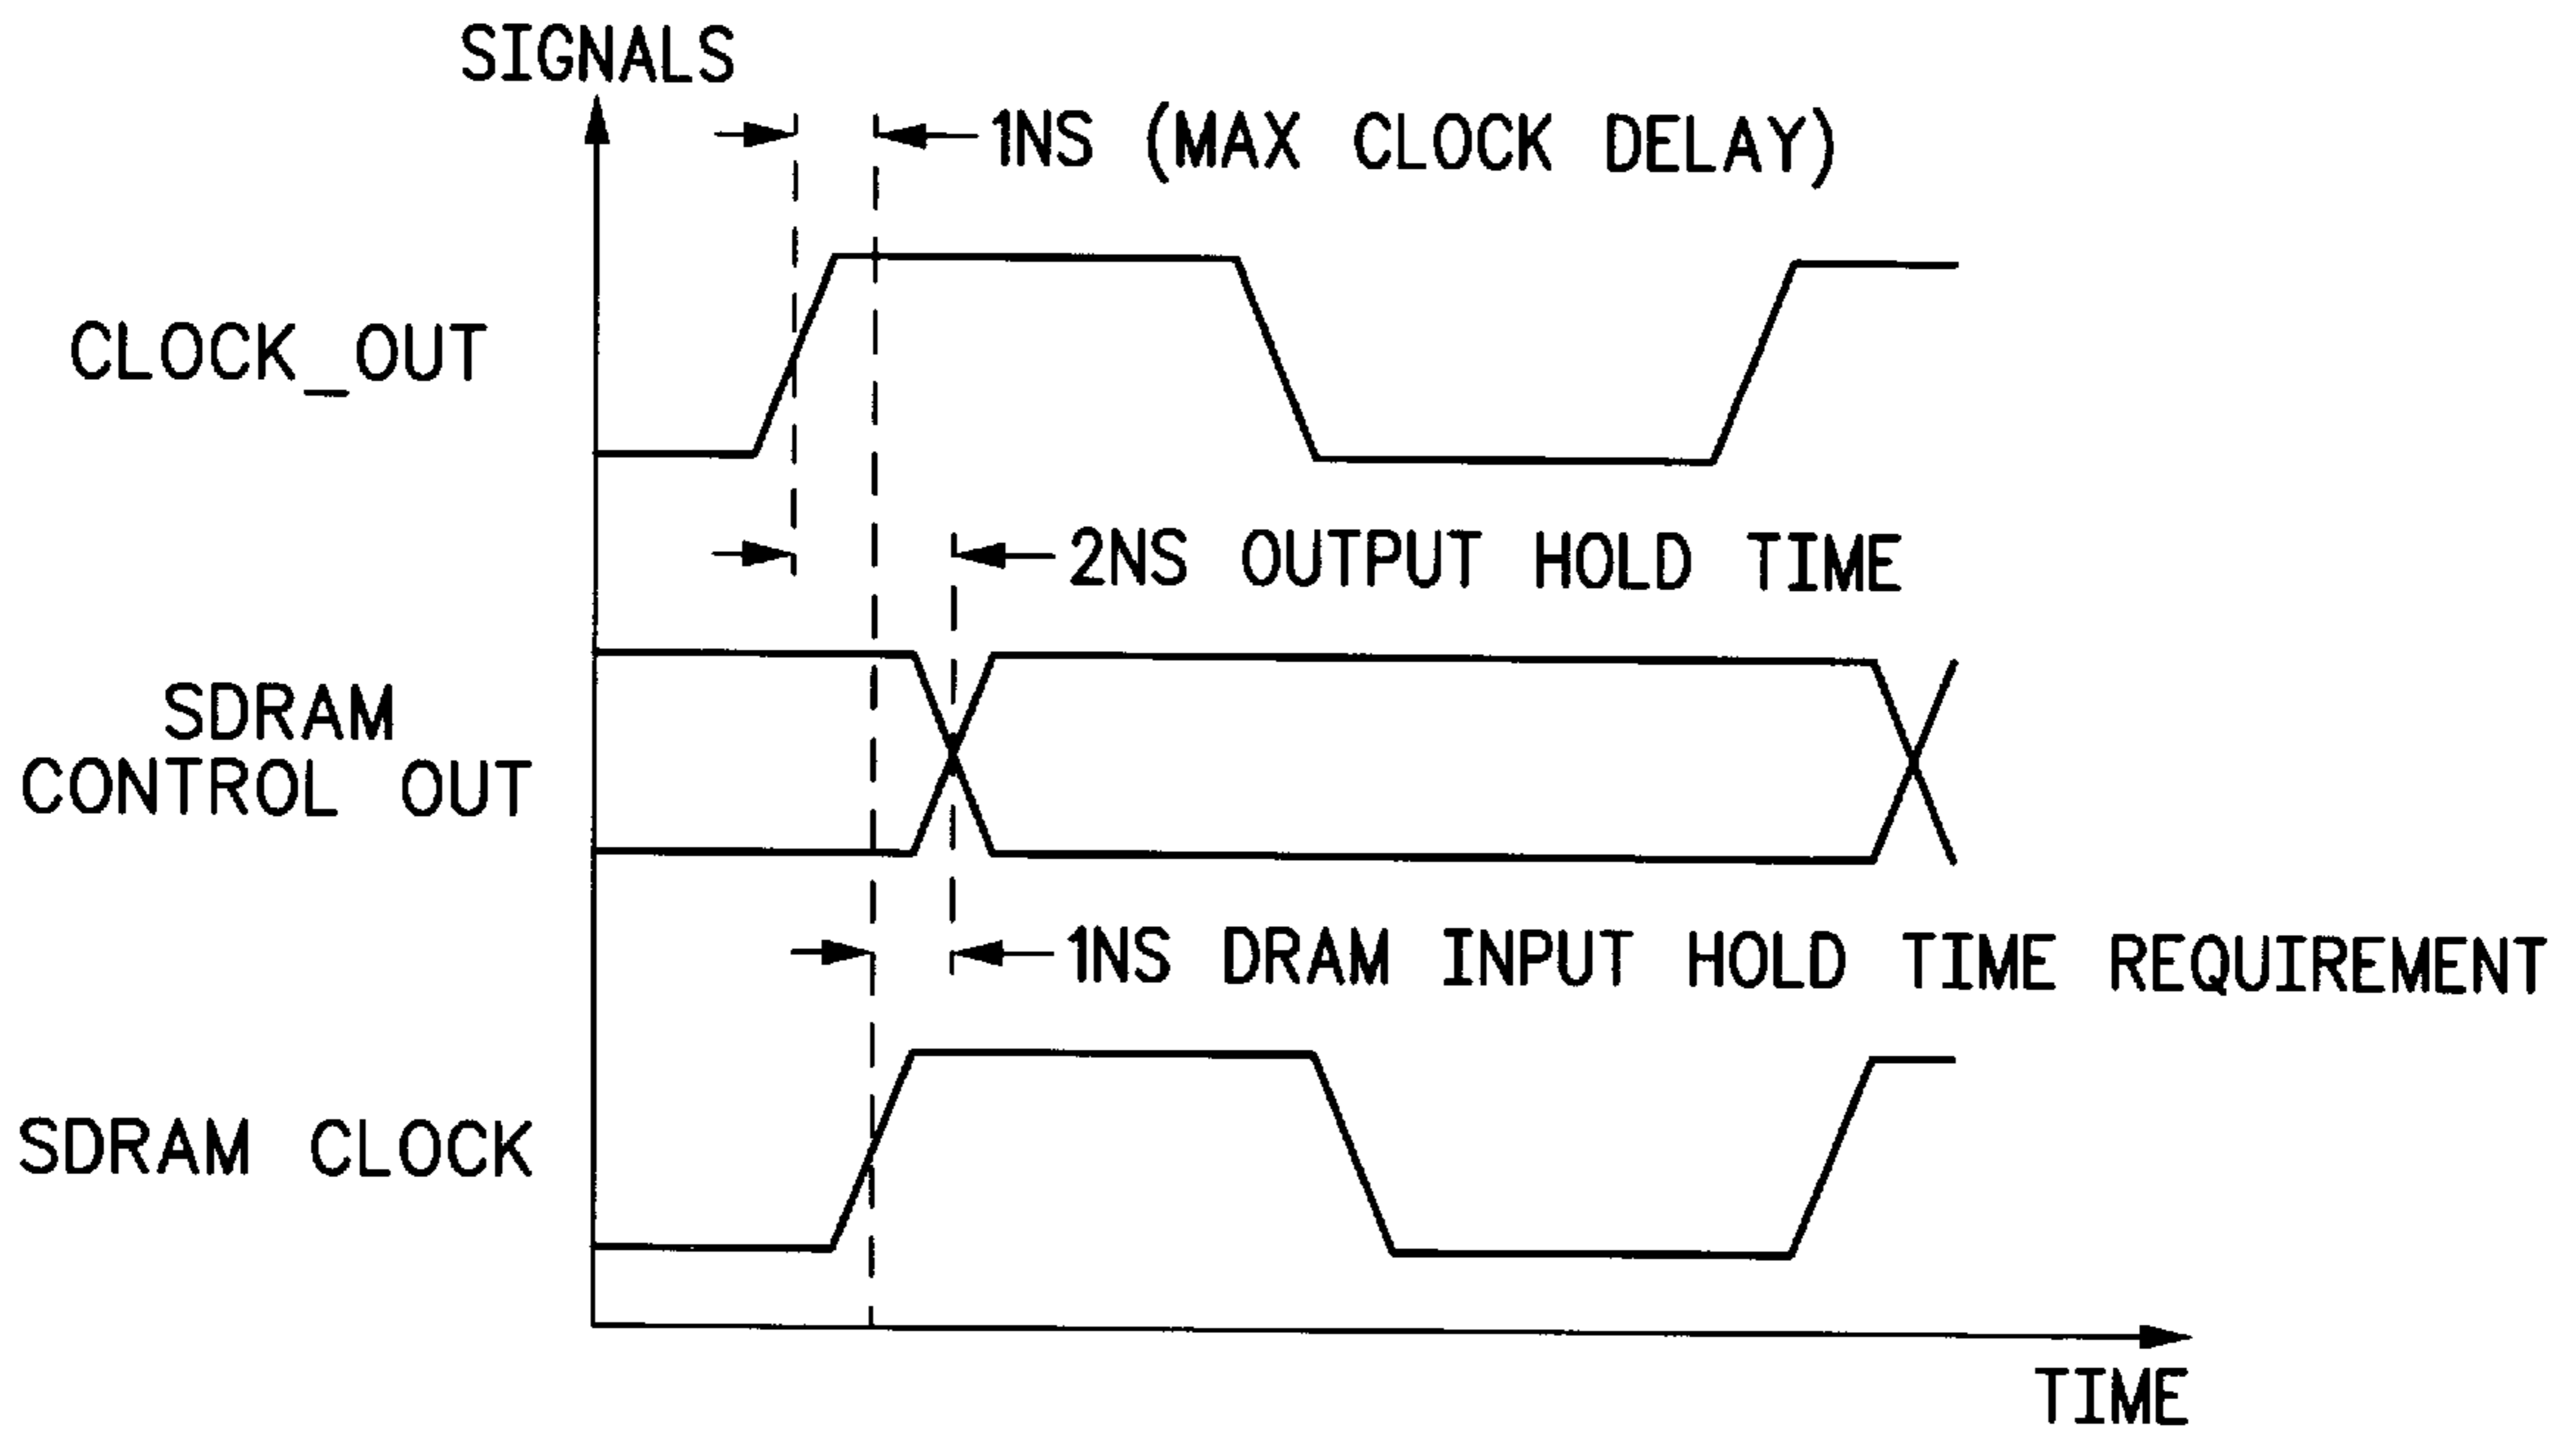 SIGNALS
1NS (MAX CLOCK DELAY)
CLOCK_OUT
2NS OUTPUT HOLD TIME
SDRAM
CONTROL OUT
1NS DRAM INPUT HOLD TIME REQUIREMENT
SDRAM CLOCK
TIME